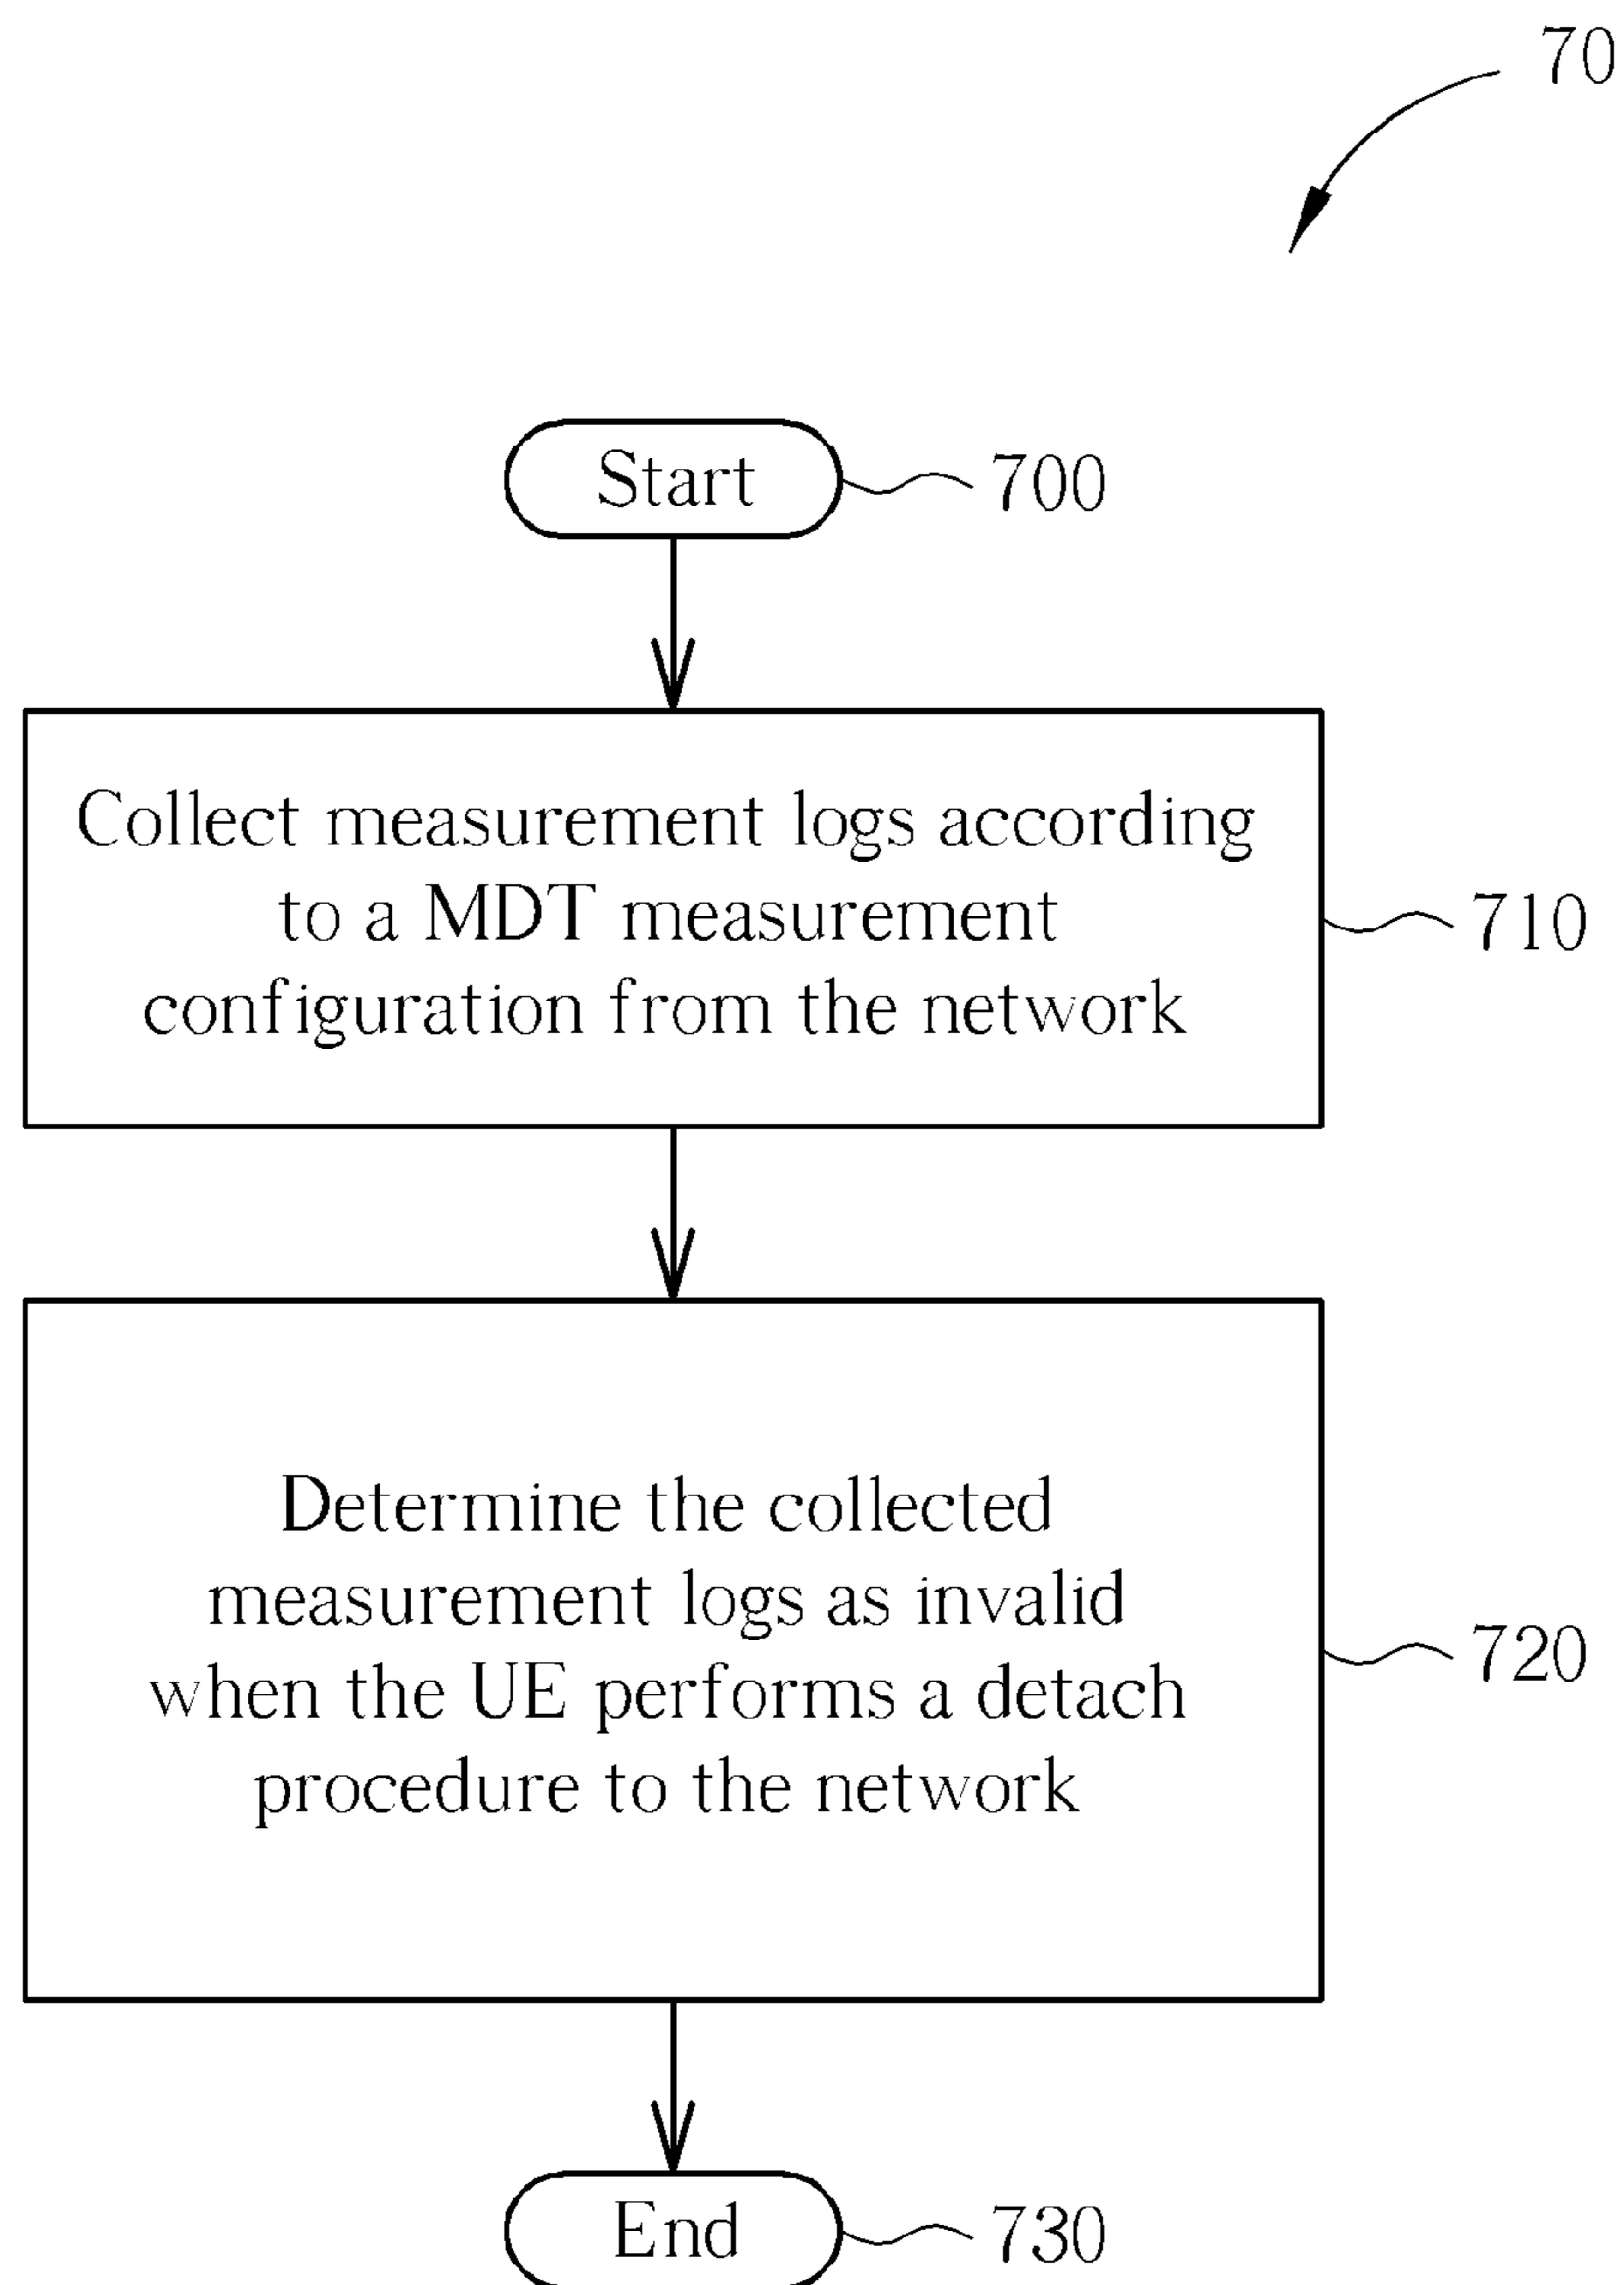 70
Start
700
Collect measurement logs according
to a MDT measurement
configuration from the network
710
Determine the collected
measurement logs as invalid
when the UE performs a detach
procedure to the network
720
End
730